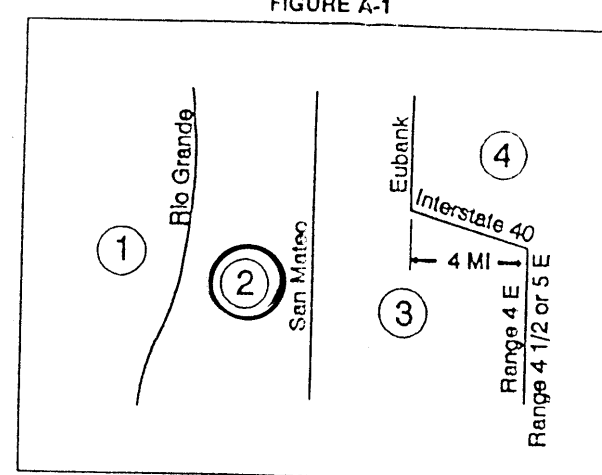 FIGURE A-1
Rio Grande
San Mateo
Eubank
4
Interstate 40
1
2
4 MI
3
Range 4 E
Range 4 1/2 or 5 E